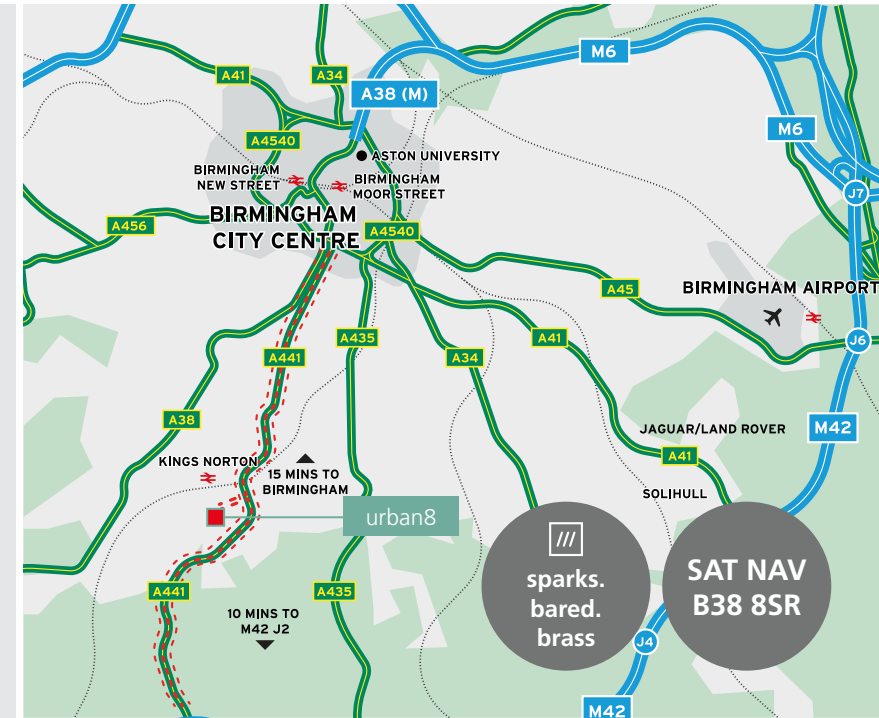 M6
A41
A34
A38 (M)
M6
A4540
ASTON UNIVERSITY
BIRMINGHAM
NEW STREET
BIRMINGHAM
MOOR STREET
J7
BIRMINGHAM
CITY CENTRE
A456
A4540
A45
BIRMINGHAM AIRPORT
A435
A41
J6
A441
A34
A38
JAGUAR/LAND ROVER
M42
A41
KINGS NORTON
15 MINS TO
BIRMINGHAM
SOLIHULL
urban8
///
sparks.
bared.
brass
SAT NAV
B38 8SR
A441
A435
10 MINS TO
M42 J2
J4
M42